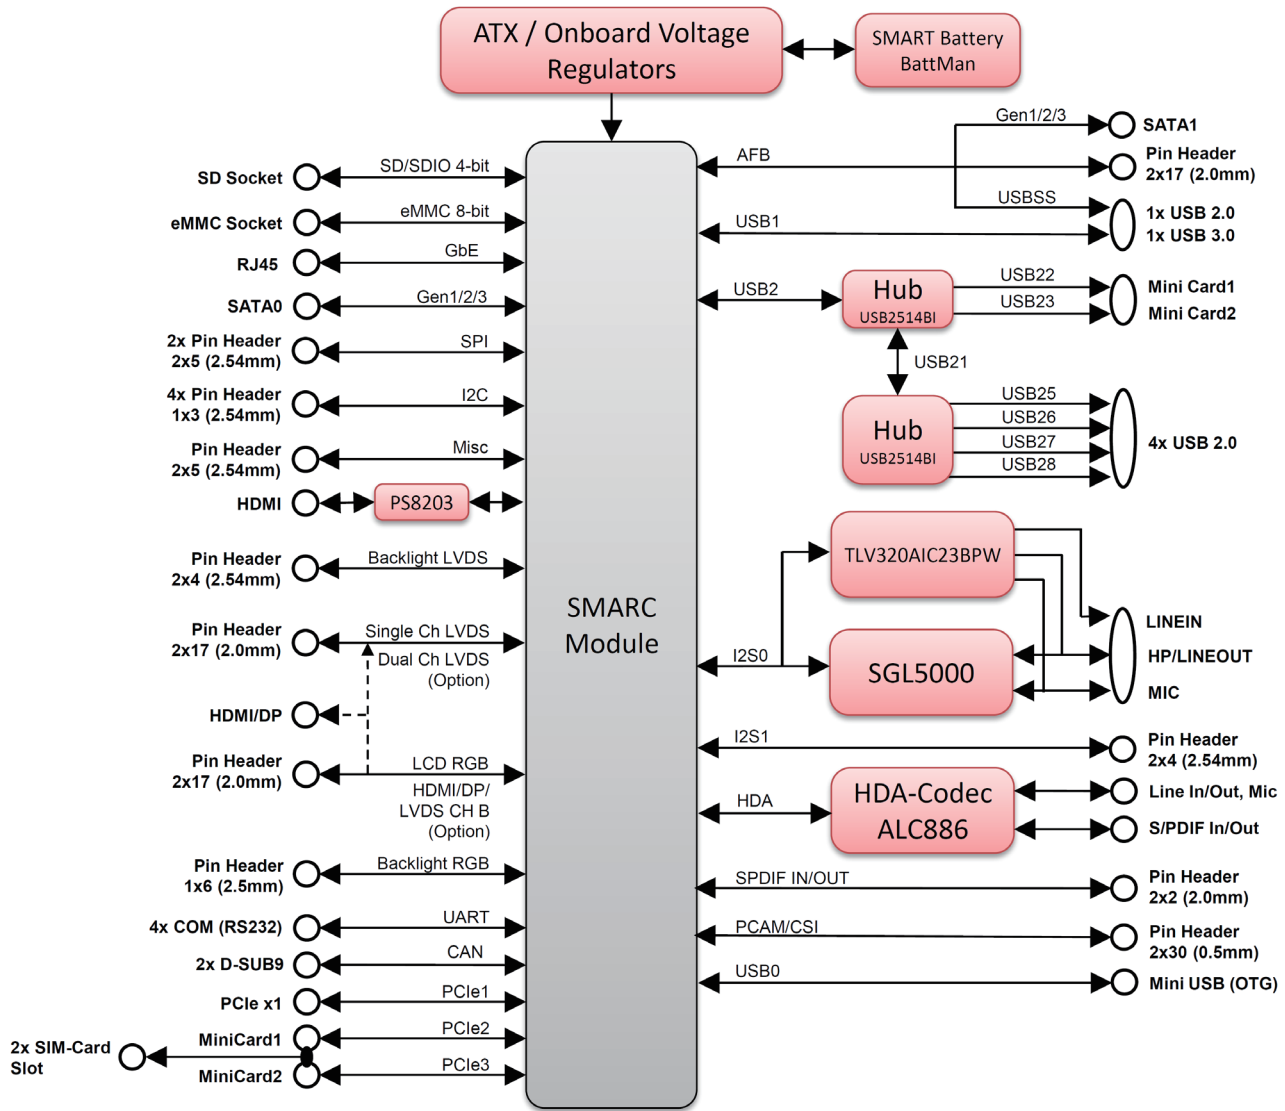 ATX / Onboard Voltage
Regulators
SMART Battery
BattMan
SD Socket
SD/SDIO 4-bit
eMMC Socket
eMMC 8-bit
RJ45
GbE
SATA0
Gen1/2/3
2x Pin Header
2x5 (2.54mm)
SPI
4x Pin Header
1x3 (2.54mm)
I2C
Pin Header
2x5 (2.54mm)
Misc
HDMI
PS8203
Pin Header
2x4 (2.54mm)
Backlight LVDS
Pin Header
2x17 (2.0mm)
Single Ch LVDS
Dual Ch LVDS
(Option)
HDMI/DP
Pin Header
2x17 (2.0mm)
LCD RGB
HDMI/DP/
LVDS CH B
(Option)
Pin Header
1x6 (2.5mm)
Backlight RGB
4x COM (RS232)
UART
2x D-SUB9
CAN
PCIe x1
PCIe1
MiniCard1
PCIe2
2x SIM-Card
Slot
MiniCard2
PCIe3
SMARC
Module
AFB
Gen1/2/3
SATA1
Pin Header
2x17 (2.0mm)
USBSS
1x USB 2.0
1x USB 3.0
USB1
USB2
Hub
USB2514BI
USB22
USB23
Mini Card1
Mini Card2
USB21
Hub
USB2514BI
USB25
USB26
USB27
USB28
4x USB 2.0
TLV320AIC23BPW
I2S0
SGL5000
LINEIN
HP/LINEOUT
MIC
I2S1
Pin Header
2x4 (2.54mm)
HDA
HDA-Codec
ALC886
Line In/Out, Mic
S/PDIF In/Out
SPDIF IN/OUT
Pin Header
2x2 (2.0mm)
PCAM/CSI
Pin Header
2x30 (0.5mm)
USB0
Mini USB (OTG)